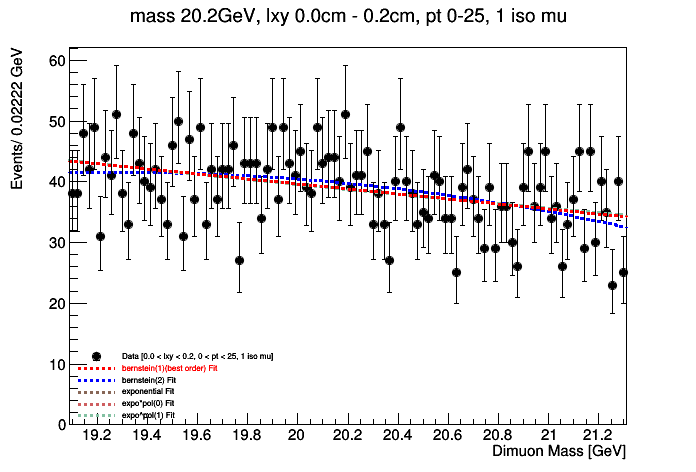 mass 20.2GeV, lxy 0.0cm - 0.2cm, pt 0-25, 1 iso mu
Events/ 0.02222 GeV
60
50
40
30
20
10
0
Data [0.0 < lxy < 0.2, 0 < pt < 25, 1 iso mu]
bernstein(1)(best order) Fit
bernstein(2) Fit
exponential Fit
expo*pol(0) Fit
expo*pol(1) Fit
19.2 19.4 19.6 19.8 20 20.2 20.4 20.6 20.8 21 21.2
Dimuon Mass [GeV]